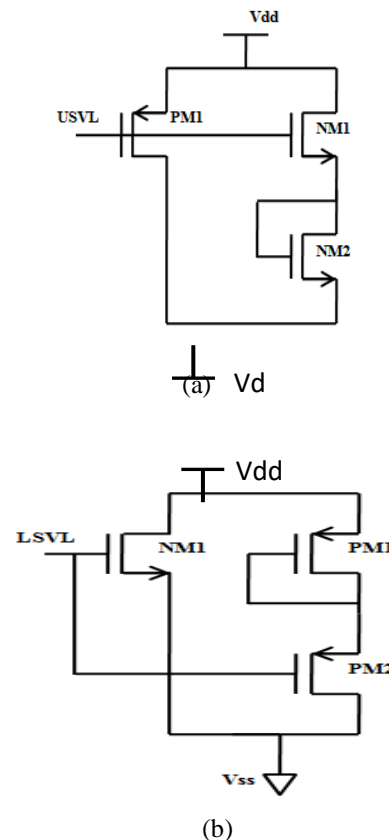 Vdd
USVL
PM1
NM1
NM2
(a) Vd
Vdd
LSVL
NM1
PM1
PM2
Vss
(b)